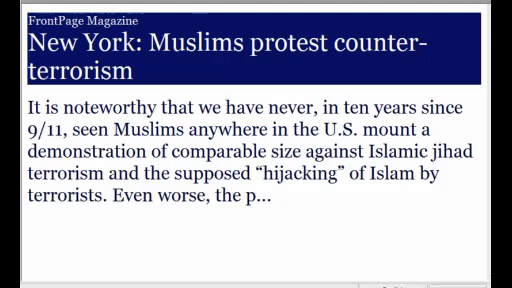 FrontPage Magazine
New York: Muslims protest counter-
terrorism
It is noteworthy that we have never, in ten years since
9/11, seen Muslims anywhere in the U.S. mount a
demonstration of comparable size against Islamic jihad
terrorism and the supposed “hijacking” of Islam by
terrorists. Even worse, the p...